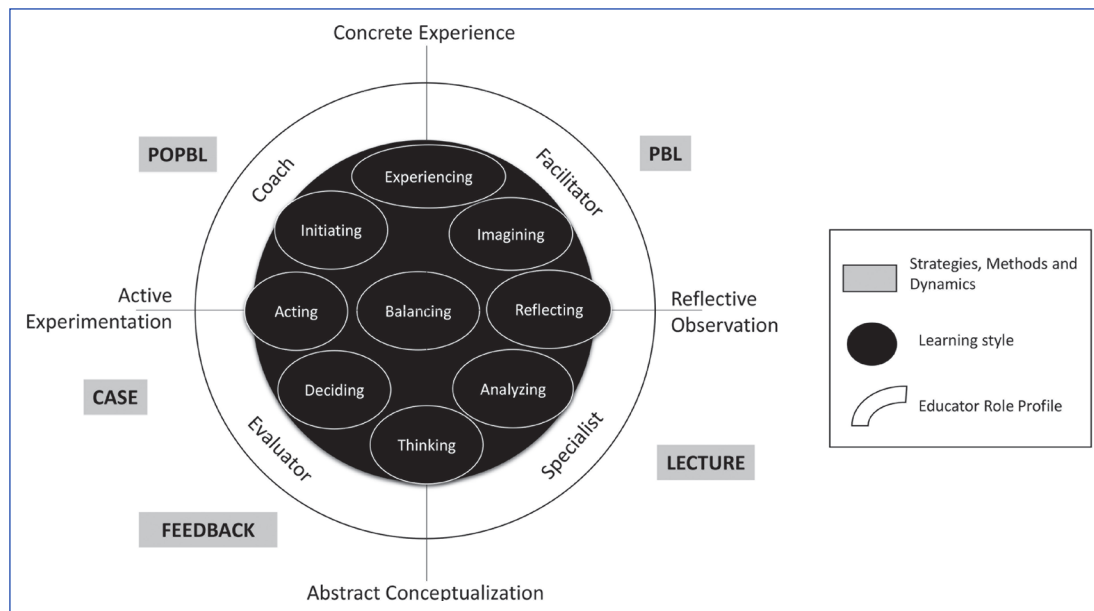 Concrete Experience
POPBL
PBL
Coach
Facilitator
Experiencing
Initiating
Imagining
Active
Experimentation
Acting
Balancing
Reflecting
Reflective
Observation
Deciding
Analyzing
Thinking
CASE
Evaluator
Specialist
LECTURE
FEEDBACK
Abstract Conceptualization
Strategies, Methods and
Dynamics
Learning style
Educator Role Profile